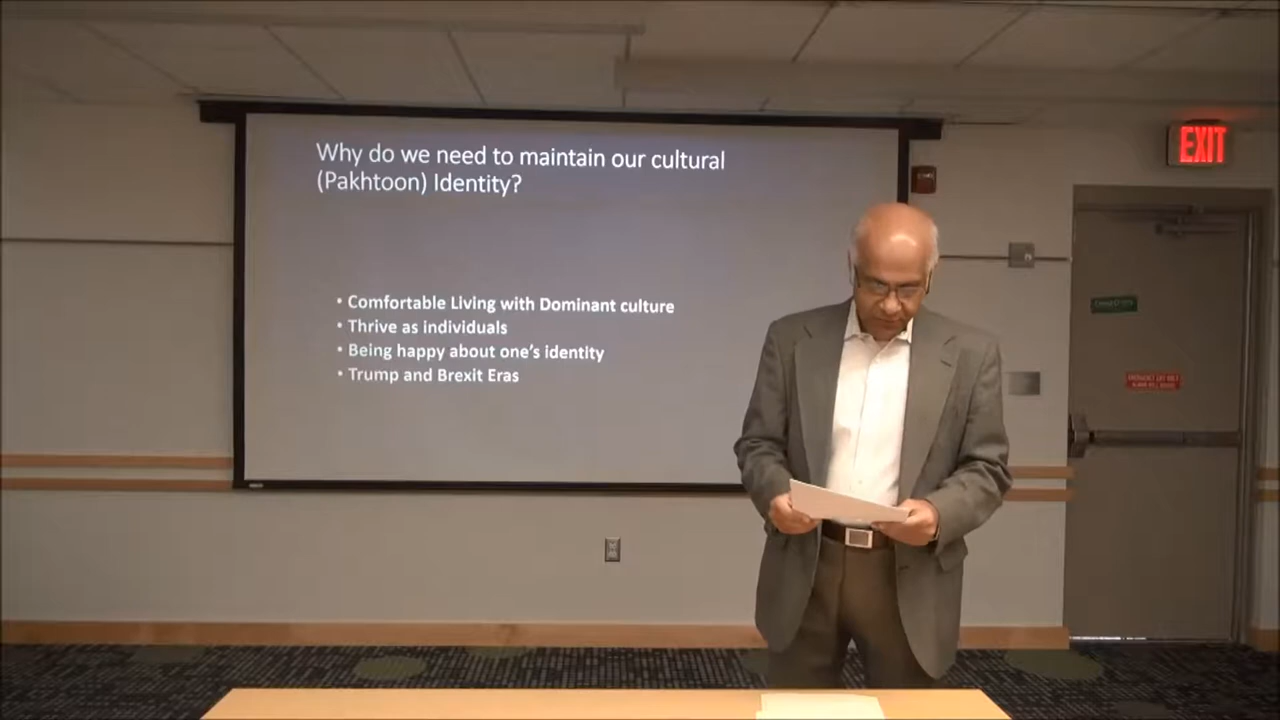 Why do we need to maintain our cultural
(Pakhtoon) Identity?
• Comfortable Living with Dominant culture
• Thrive as individuals
• Being happy about one's identity
• Trump and Brexit Eras
EXIT